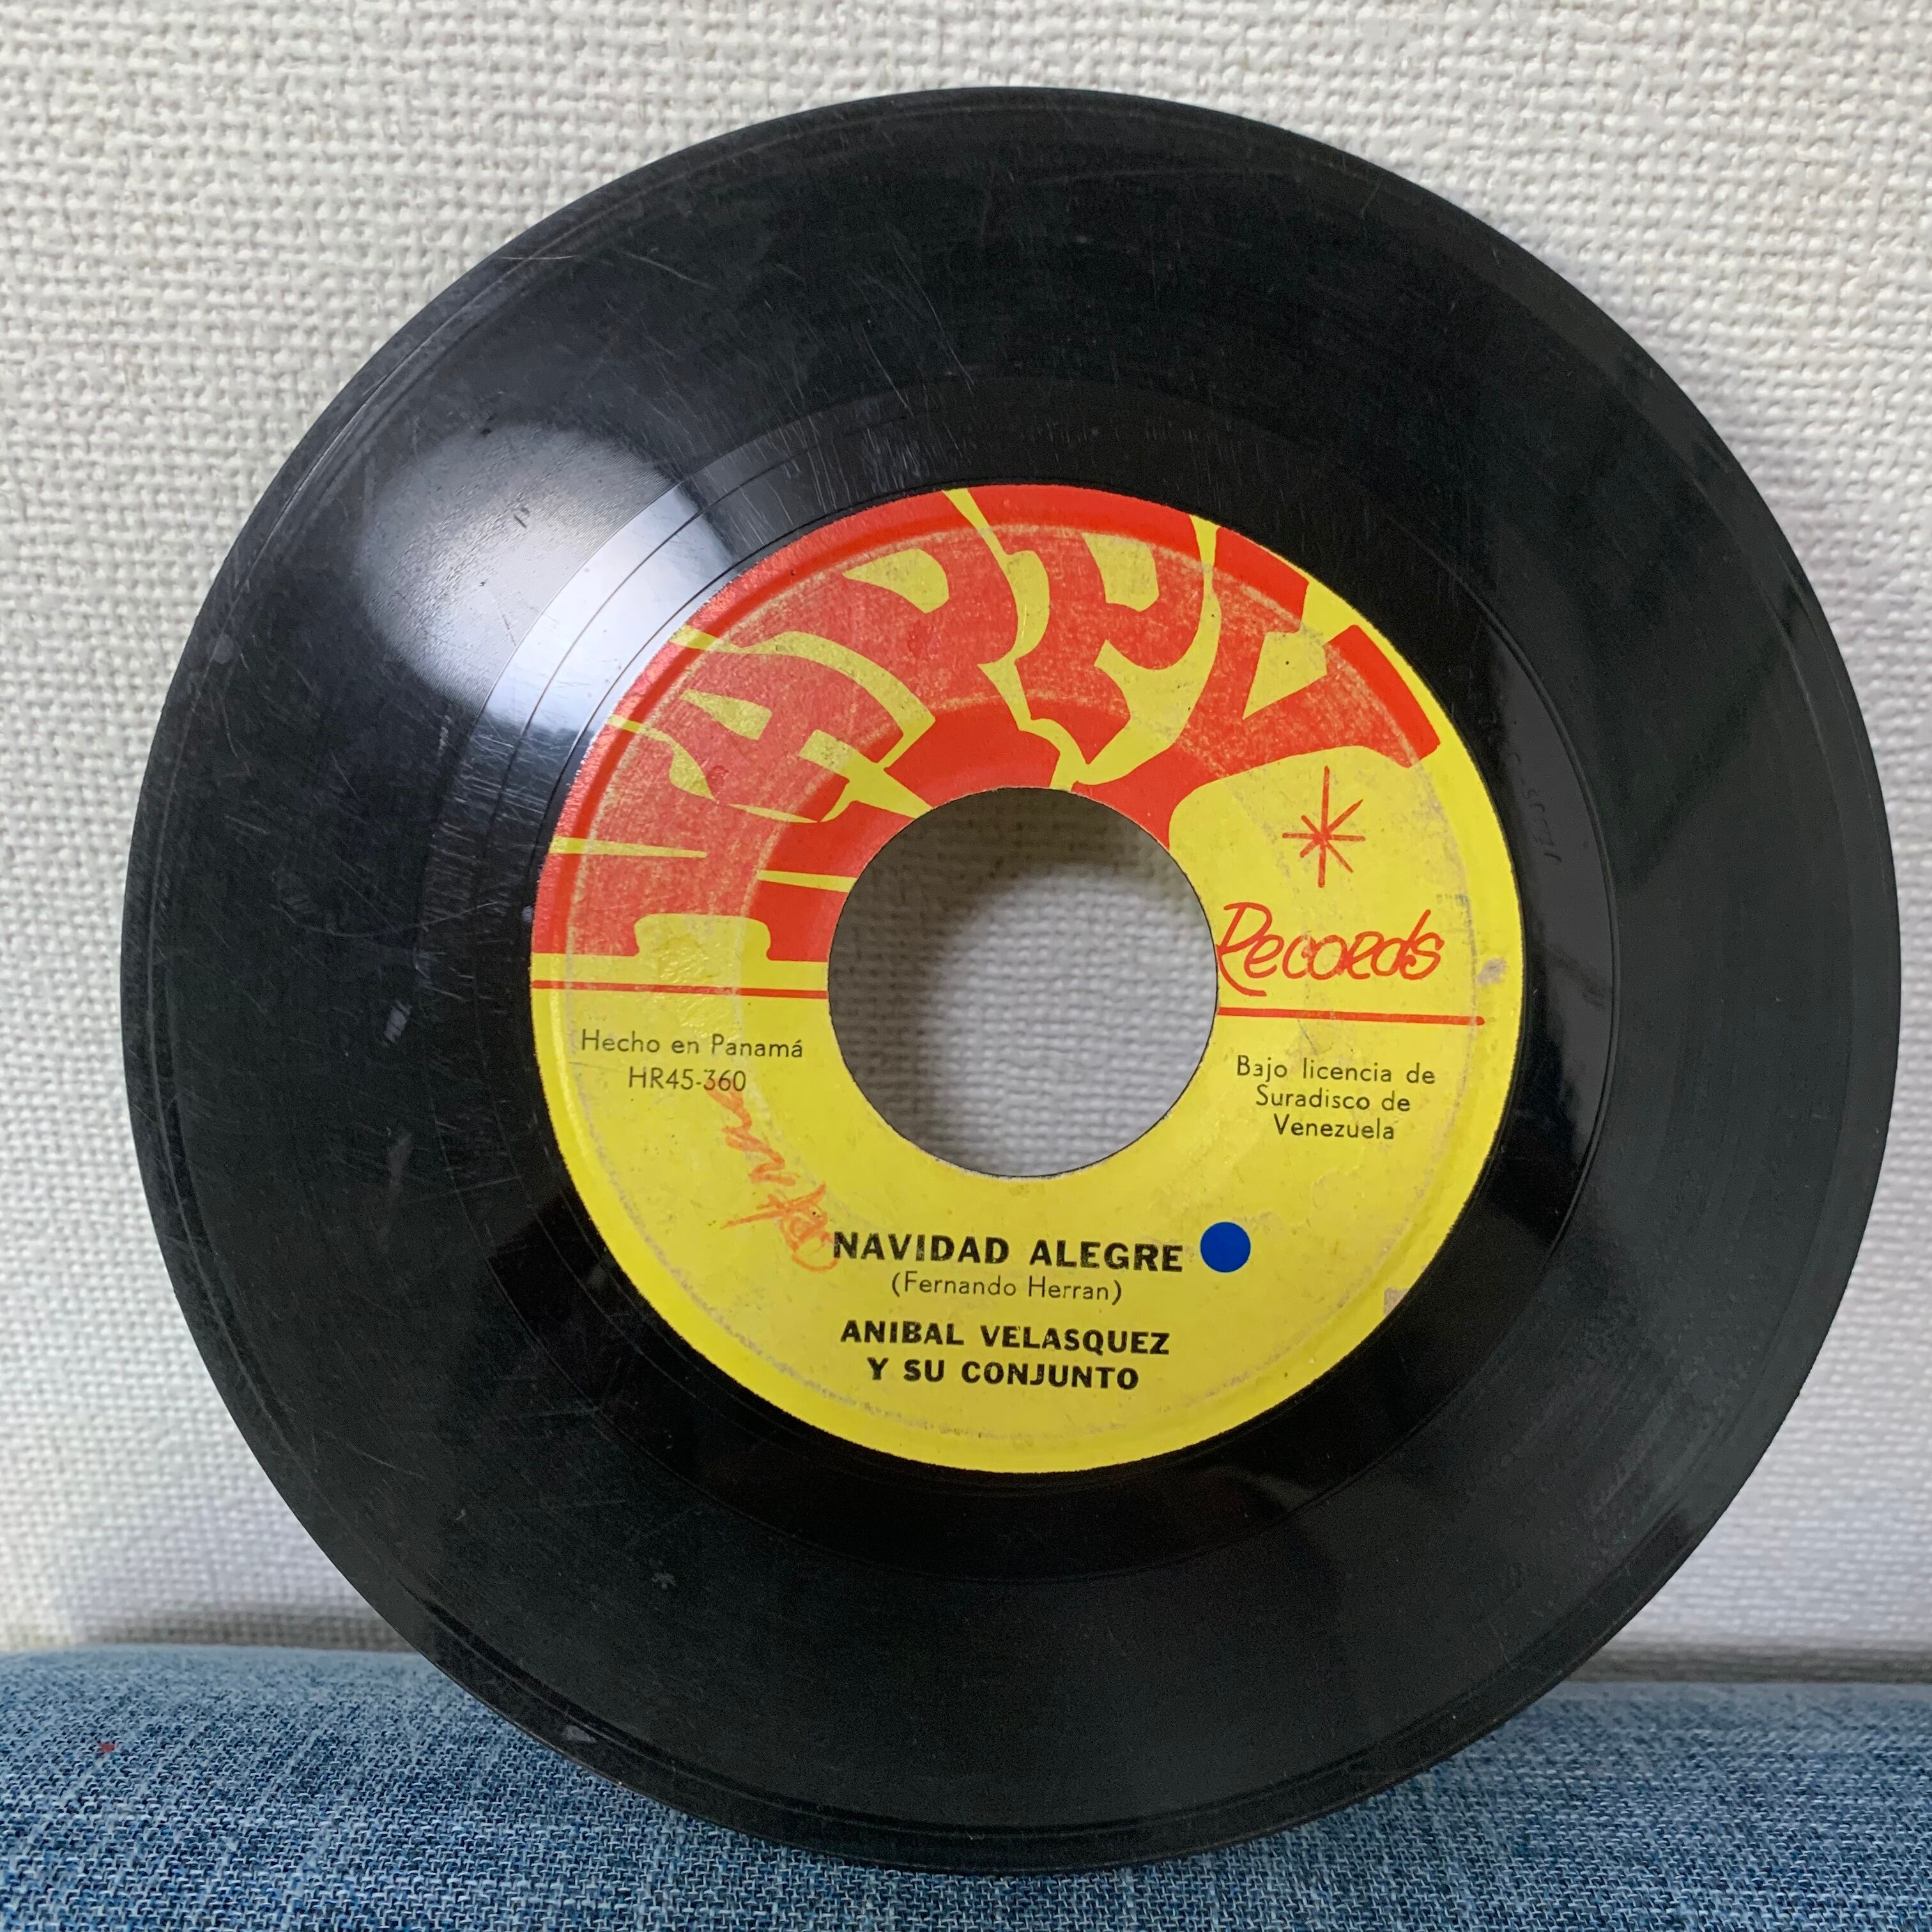 HAPPY
Records
Hecho en Panamá
HR45-360
Bajo licencia de
Suradisco de
Venezuela
NAVIDAD ALEGRE
(Fernando Herran)
ANIBAL VELASQUEZ
Y SU CONJUNTO